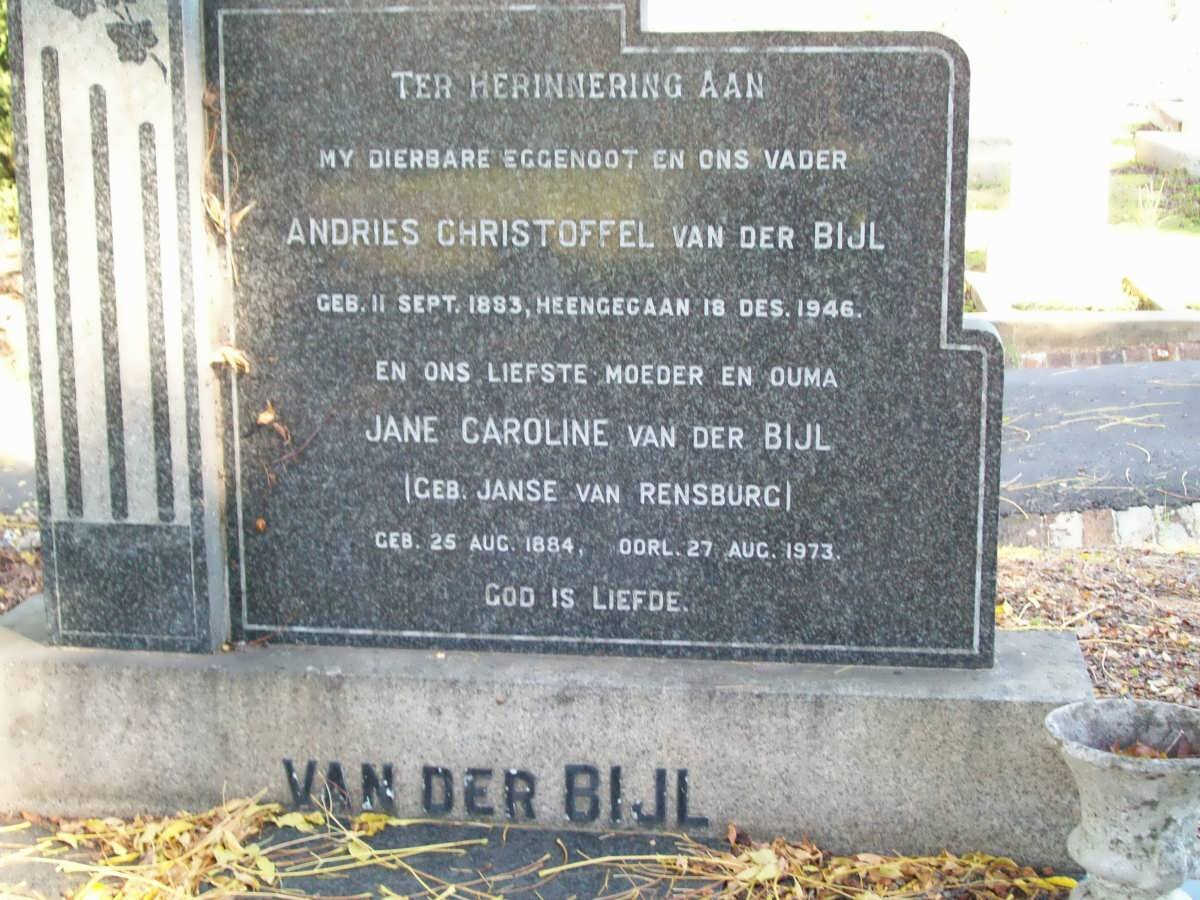 TER HERINNERING AAN
MY DIERBARE EGGENOOT EN ONS VADER
ANDRIES CHRISTOFFEL VAN DER BIJL
GEB. 11 SEPT. 1883, HEENGEGAAN 18 DES. 1946.
EN ONS LIEFSTE MOEDER EN OUMA
JANE CAROLINE VAN DER BIJL
(GEB. JANSE VAN RENSBURG)
GEB. 25 AUG. 1884, OORL. 27 AUG. 1973.
GOD IS LIEFDE.
VAN DER BIJL